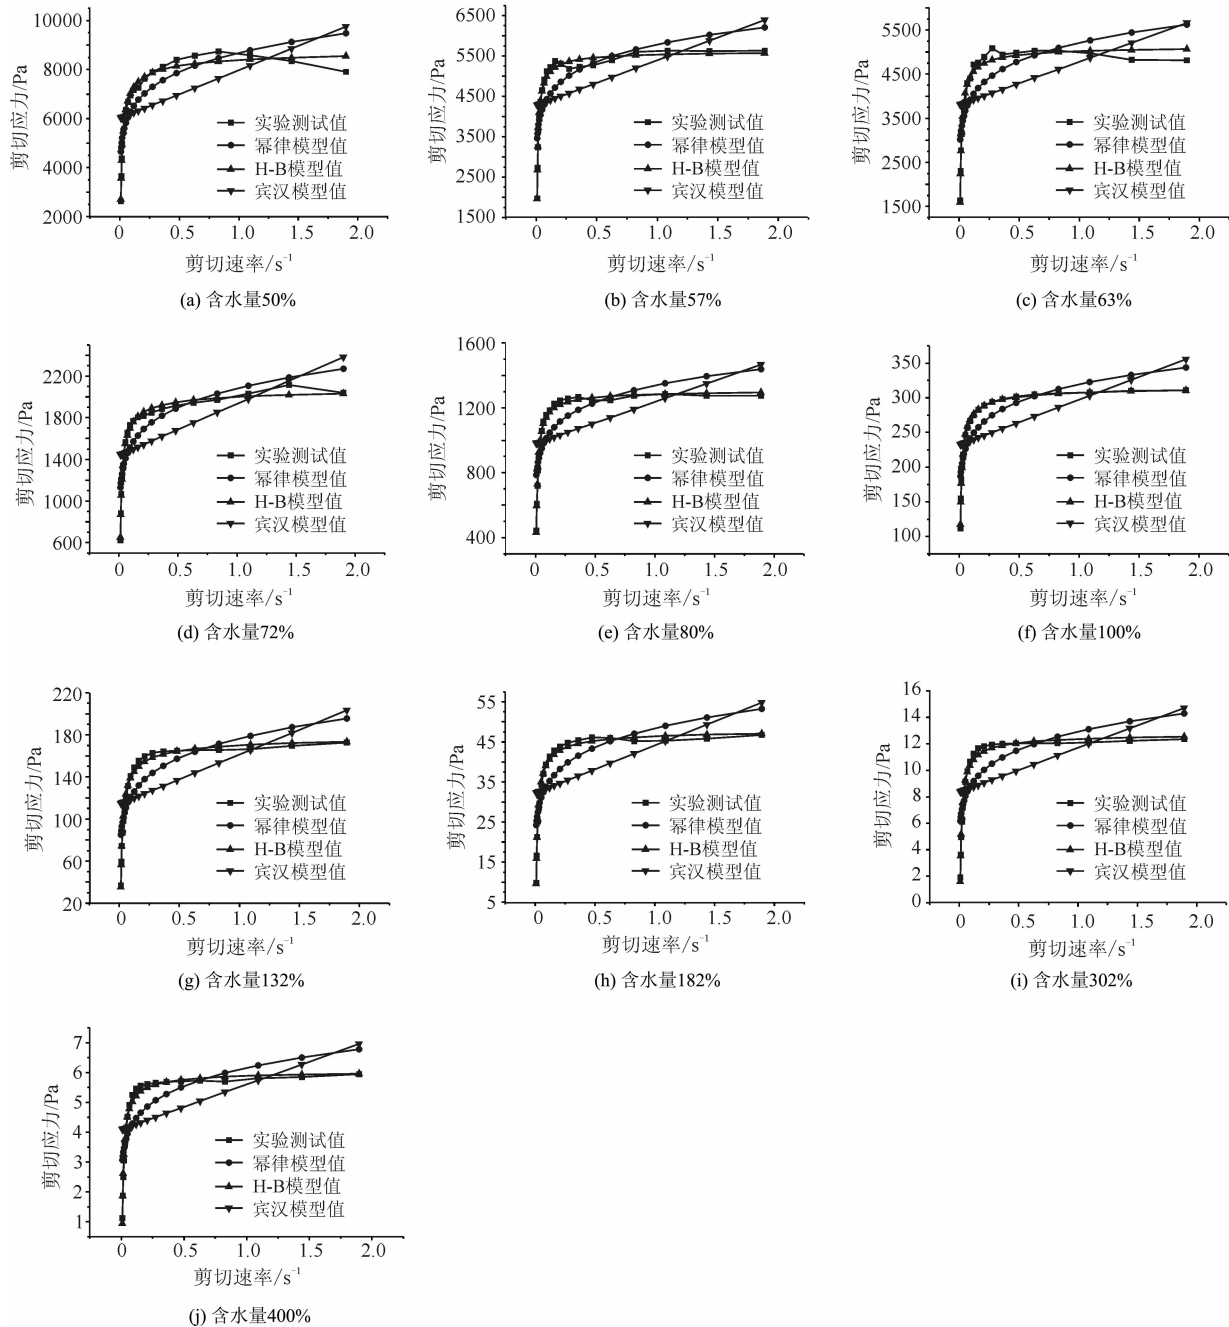 10000
8000
6000
4000
2000
剪切应力/Pa
实验测试值
幂律模型值
H-B模型值
宾汉模型值
0 0.5 1.0 1.5 2.0
剪切速率/s⁻¹
(a) 含水量50%
6500
5500
4500
3500
2500
1500
剪切应力/Pa
实验测试值
幂律模型值
H-B模型值
宾汉模型值
0 0.5 1.0 1.5 2.0
剪切速率/s⁻¹
(b) 含水量57%
5500
4500
3500
2500
1500
剪切应力/Pa
实验测试值
幂律模型值
H-B模型值
宾汉模型值
0 0.5 1.0 1.5 2.0
剪切速率/s⁻¹
(c) 含水量63%
2200
1800
1400
1000
600
剪切应力/Pa
实验测试值
幂律模型值
H-B模型值
宾汉模型值
0 0.5 1.0 1.5 2.0
剪切速率/s⁻¹
(d) 含水量72%
1600
1200
800
400
剪切应力/Pa
实验测试值
幂律模型值
H-B模型值
宾汉模型值
0 0.5 1.0 1.5 2.0
剪切速率/s⁻¹
(e) 含水量80%
350
300
250
200
150
100
剪切应力/Pa
实验测试值
幂律模型值
H-B模型值
宾汉模型值
0 0.5 1.0 1.5 2.0
剪切速率/s⁻¹
(f) 含水量100%
220
180
140
100
60
20
剪切应力/Pa
实验测试值
幂律模型值
H-B模型值
宾汉模型值
0 0.5 1.0 1.5 2.0
剪切速率/s⁻¹
(g) 含水量132%
55
45
35
25
15
5
剪切应力/Pa
实验测试值
幂律模型值
H-B模型值
宾汉模型值
0 0.5 1.0 1.5 2.0
剪切速率/s⁻¹
(h) 含水量182%
16
14
12
10
8
6
4
2
0
剪切应力/Pa
实验测试值
幂律模型值
H-B模型值
宾汉模型值
0 0.5 1.0 1.5 2.0
剪切速率/s⁻¹
(i) 含水量302%
7
6
5
4
3
2
1
剪切应力/Pa
实验测试值
幂律模型值
H-B模型值
宾汉模型值
0 0.5 1.0 1.5 2.0
剪切速率/s⁻¹
(j) 含水量400%